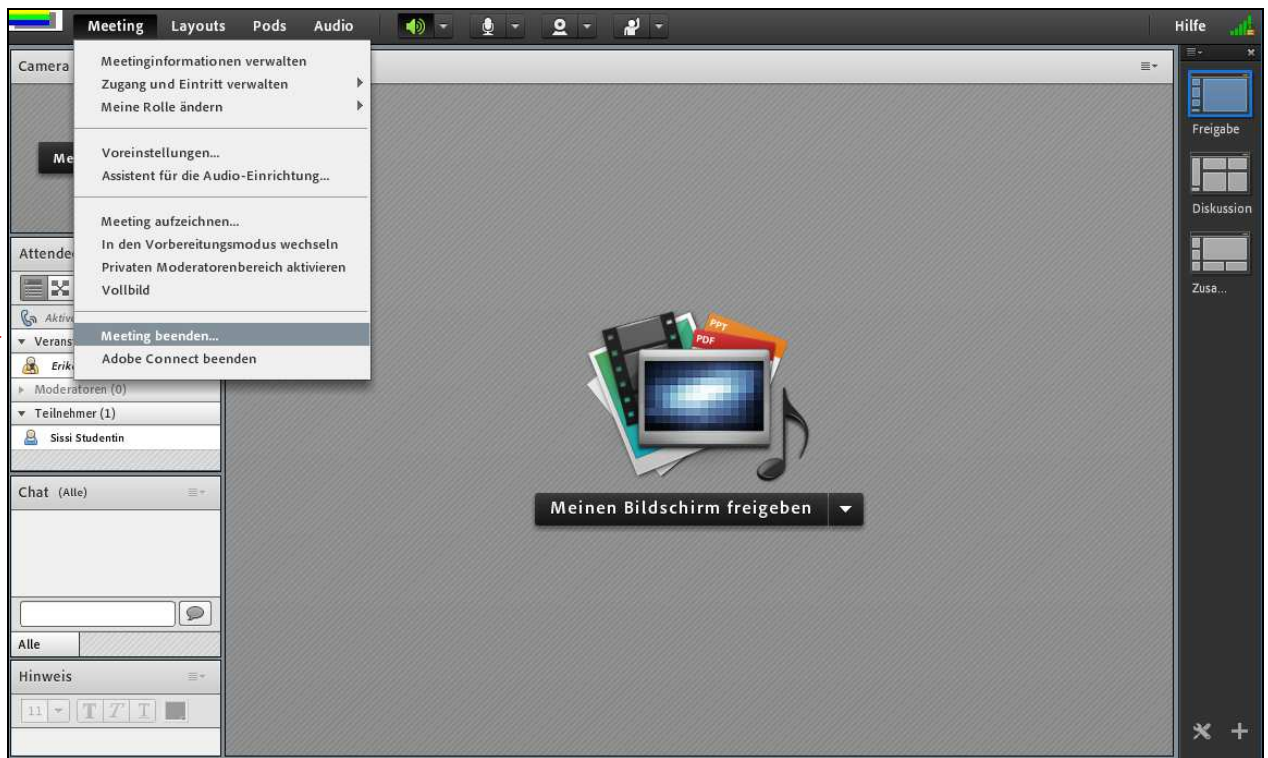 Meeting Layouts Pods Audio Hilfe
Camera
Meetinginformationen verwalten
Zugang und Eintritt verwalten
Meine Rolle ändern
Me
Voreinstellungen...
Assistent für die Audio-Einrichtung...
Meeting aufzeichnen...
In den Vorbereitungsmodus wechseln
Privaten Moderatorenbereich aktivieren
Vollbild
Meeting beenden...
Adobe Connect beenden
Attende
Aktive
Verans
Erik
Moderatoren (0)
Teilnehmer (1)
Sissi Studentin
Chat (Alle)
Alle
Hinweis
11 T T T
PPT
PDF
Meinen Bildschirm freigeben
Freigabe
Diskussion
Zusa...